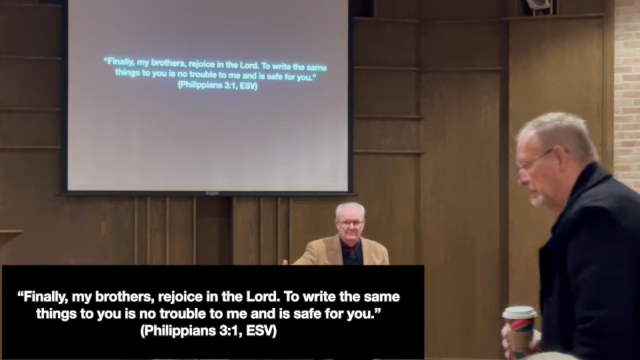 “Finally, my brothers, rejoice in the Lord. To write the same
things to you is no trouble to me and is safe for you.”
(Philippians 3:1, ESV)
“Finally, my brothers, rejoice in the Lord. To write the same
things to you is no trouble to me and is safe for you.”
(Philippians 3:1, ESV)